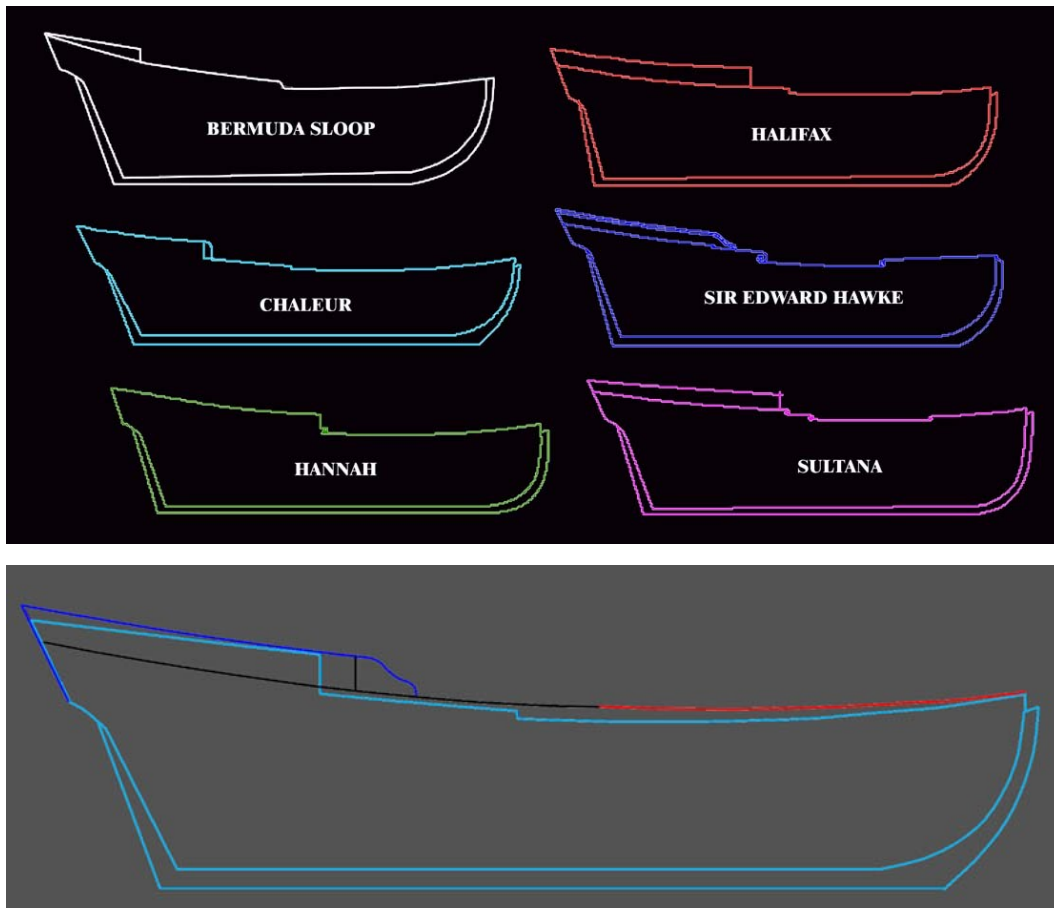 BERMUDA SLOOP
HALIFAX
CHALEUR
SIR EDWARD HAWKE
HANNAH
SULTANA